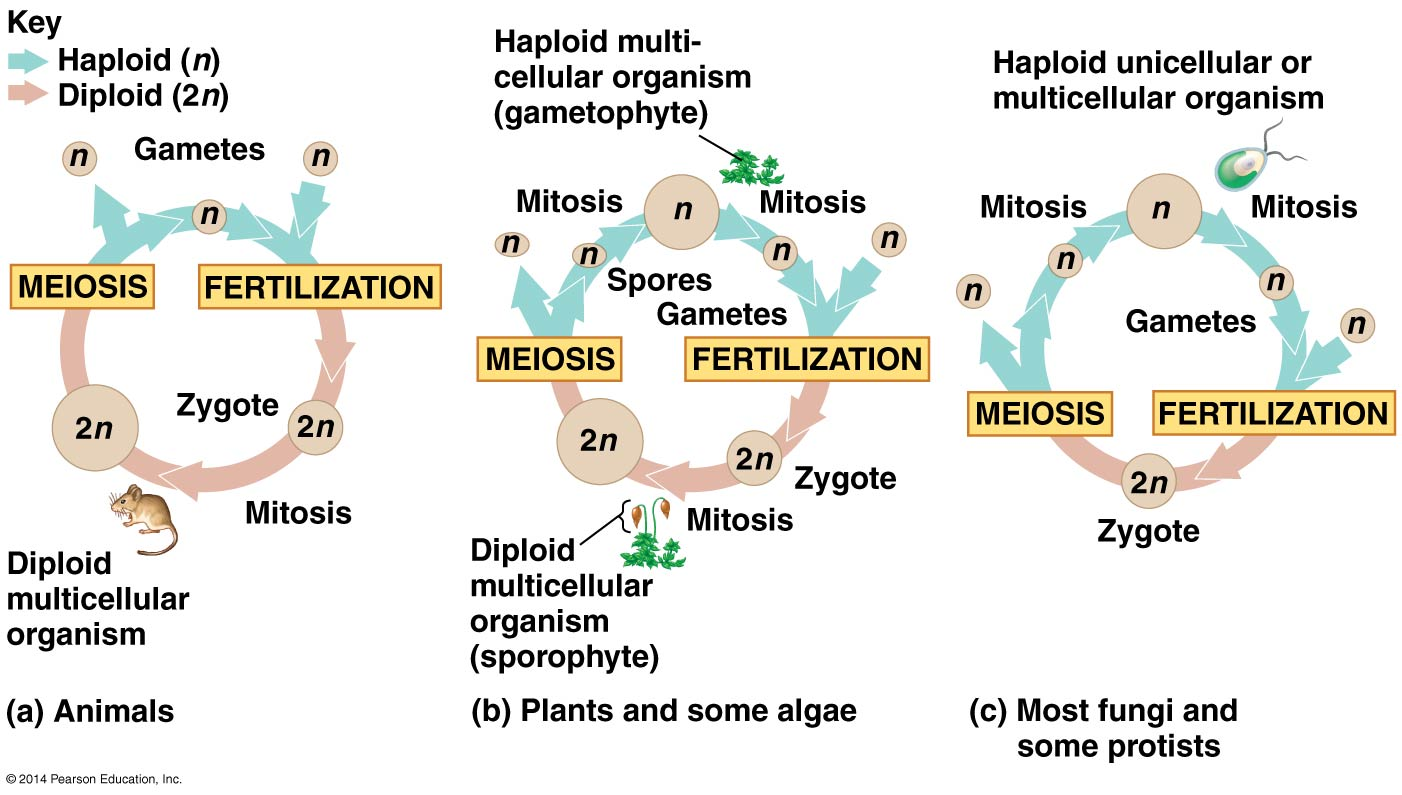 Key
Haploid (n)
Diploid (2n)
n
Gametes
n
n
MEIOSIS
FERTILIZATION
Zygote
2n
2n
Mitosis
Diploid
multicellular
organism
(a) Animals
Haploid multi-
cellular organism
(gametophyte)
Mitosis
n
Mitosis
n
n
n
n
Spores
Gametes
MEIOSIS
FERTILIZATION
2n
2n
Zygote
Mitosis
Diploid
multicellular
organism
(sporophyte)
(b) Plants and some algae
Haploid unicellular or
multicellular organism
Mitosis
n
Mitosis
n
n
n
Gametes
n
MEIOSIS
FERTILIZATION
2n
Zygote
(c) Most fungi and
some protists
© 2014 Pearson Education, Inc.